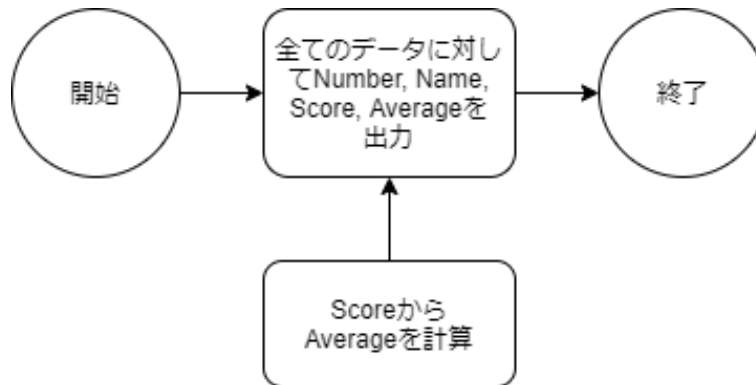 開始
全てのデータに対し
てNumber, Name,
Score, Averageを
出力
終了
Scoreから
Averageを計算